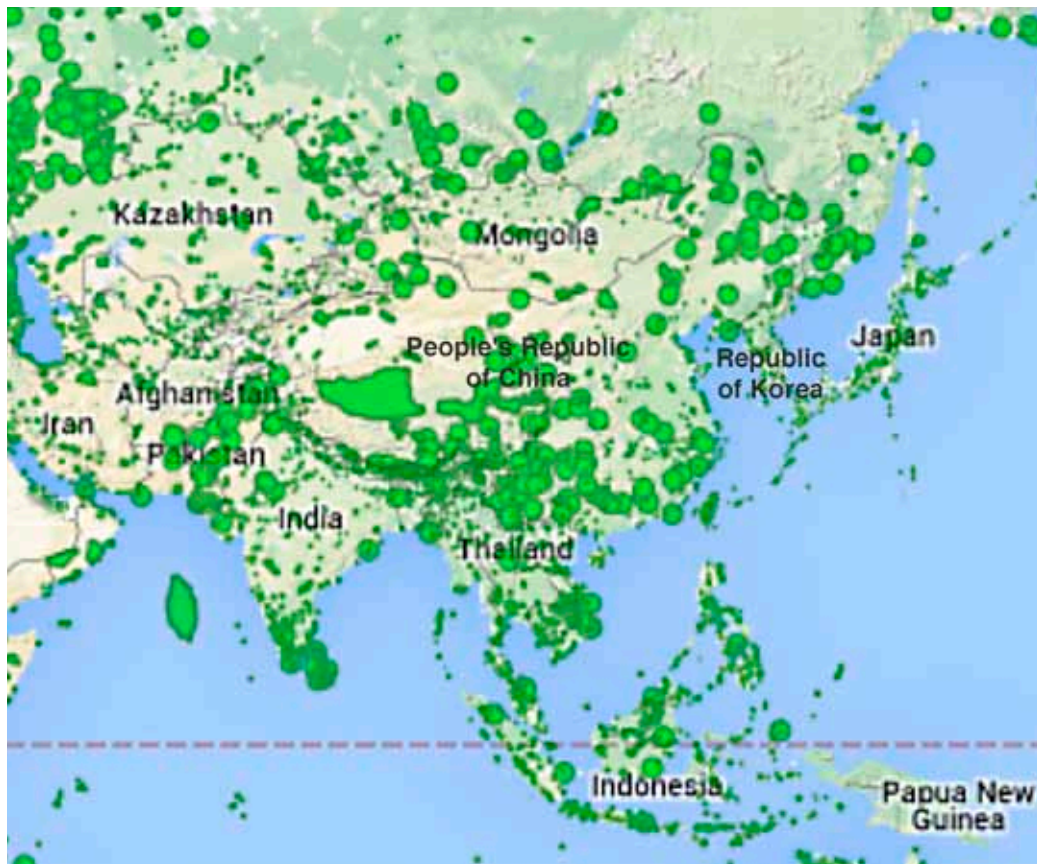 Kazakhstan
Mongolia
People's Republic
of China
Republic
of Korea
Japan
Afghanistan
Iran
Pakistan
India
Thailand
Indonesia
Papua New
Guinea